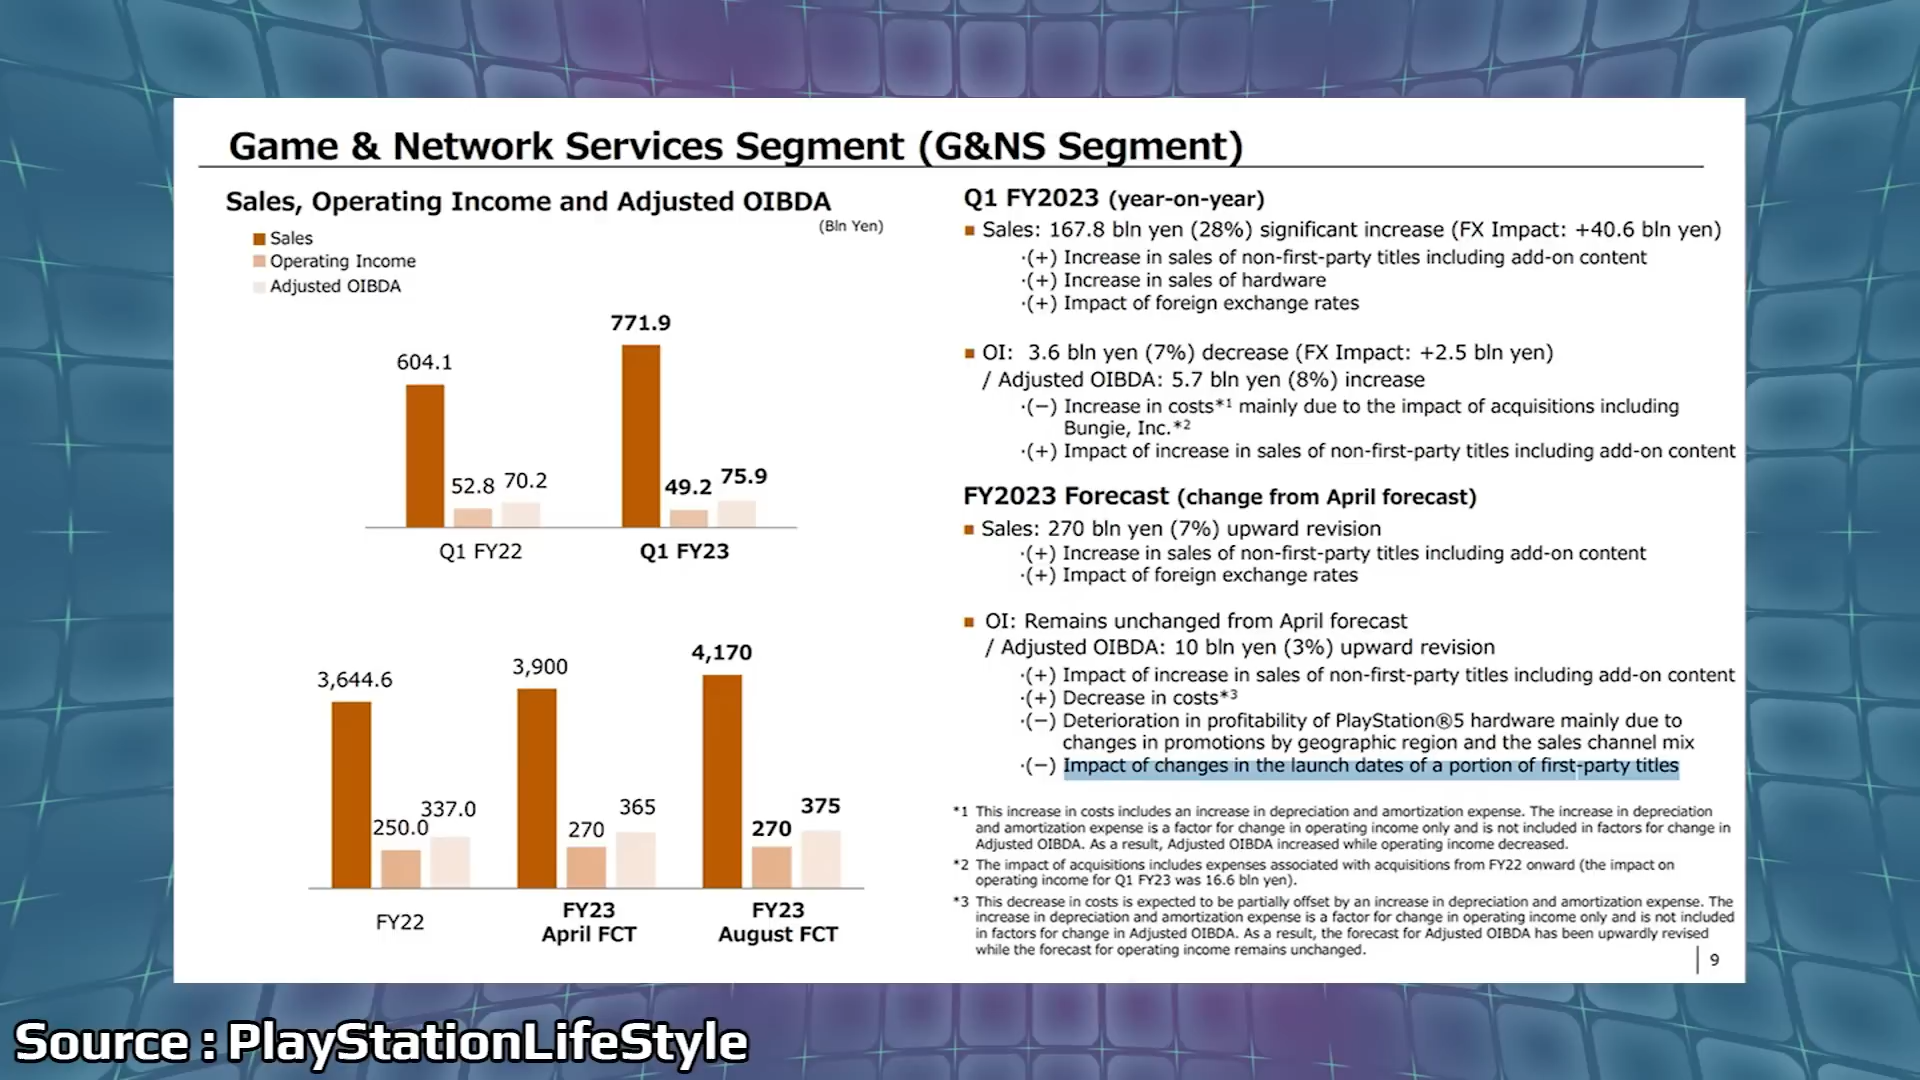 Game & Network Services Segment (G&NS Segment)
Sales, Operating Income and Adjusted OIBDA
(Bln Yen)
Sales
Operating Income
Adjusted OIBDA
604.1
52.8
70.2
771.9
49.2
75.9
Q1 FY22
Q1 FY23
3,644.6
250.0
337.0
3,900
270
365
4,170
270
375
FY22
FY23
April FCT
FY23
August FCT
Q1 FY2023 (year-on-year)
■ Sales: 167.8 bln yen (28%) significant increase (FX Impact: +40.6 bln yen)
·(+) Increase in sales of non-first-party titles including add-on content
·(+) Increase in sales of hardware
·(+) Impact of foreign exchange rates
■ OI: 3.6 bln yen (7%) decrease (FX Impact: +2.5 bln yen)
/ Adjusted OIBDA: 5.7 bln yen (8%) increase
·(−) Increase in costs*1 mainly due to the impact of acquisitions including
Bungie, Inc.*2
·(+) Impact of increase in sales of non-first-party titles including add-on content
FY2023 Forecast (change from April forecast)
■ Sales: 270 bln yen (7%) upward revision
·(+) Increase in sales of non-first-party titles including add-on content
·(+) Impact of foreign exchange rates
■ OI: Remains unchanged from April forecast
/ Adjusted OIBDA: 10 bln yen (3%) upward revision
·(+) Impact of increase in sales of non-first-party titles including add-on content
·(+) Decrease in costs*3
·(−) Deterioration in profitability of PlayStation®5 hardware mainly due to
changes in promotions by geographic region and the sales channel mix
·(−) Impact of changes in the launch dates of a portion of first-party titles
*1 This increase in costs includes an increase in depreciation and amortization expense. The increase in depreciation
and amortization expense is a factor for change in operating income only and is not included in factors for change in
Adjusted OIBDA. As a result, Adjusted OIBDA increased while operating income decreased.
*2 The impact of acquisitions includes expenses associated with acquisitions from FY22 onward (the impact on
operating income for Q1 FY23 was 16.6 bln yen).
*3 This decrease in costs is expected to be partially offset by an increase in depreciation and amortization expense. The
increase in depreciation and amortization expense is a factor for change in operating income only and is not included
in factors for change in Adjusted OIBDA. As a result, the forecast for Adjusted OIBDA has been upwardly revised
while the forecast for operating income remains unchanged.
9
Source : PlayStationLifeStyle